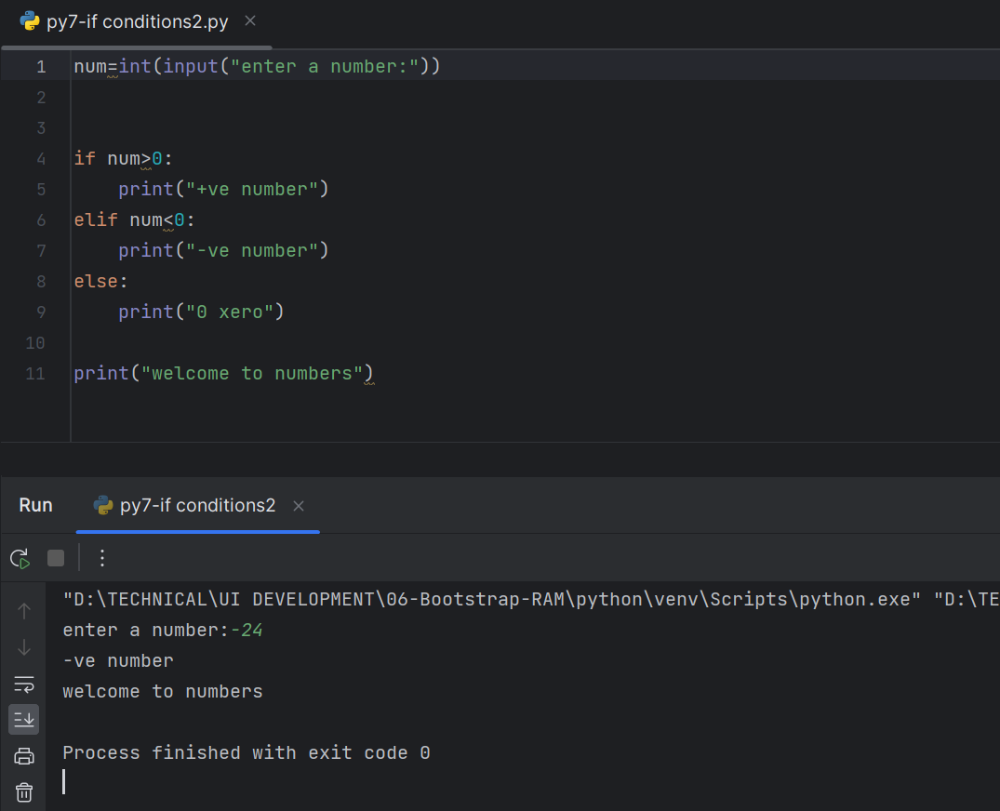 py7-if conditions2.py
1 num=int(input("enter a number:"))
2
3
4 if num>0:
5     print("+ve number")
6 elif num<0:
7     print("-ve number")
8 else:
9     print("0 xero")
10
11 print("welcome to numbers")
Run py7-if conditions2
"D:\TECHNICAL\UI DEVELOPMENT\06-Bootstrap-RAM\python\venv\Scripts\python.exe" "D:\TE
enter a number:-24
-ve number
welcome to numbers
Process finished with exit code 0